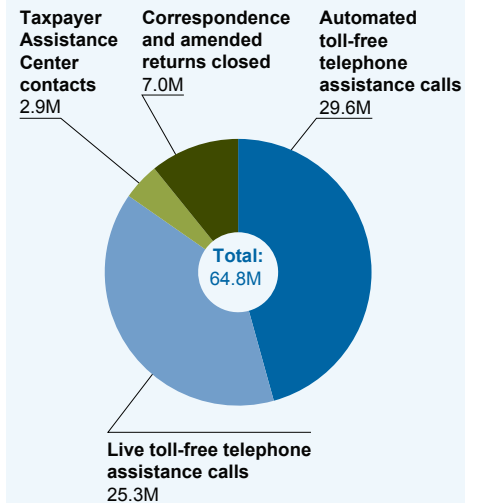 Taxpayer
Assistance
Center
contacts
2.9M
Correspondence
and amended
returns closed
7.0M
Automated
toll-free
telephone
assistance calls
29.6M
Total:
64.8M
Live toll-free telephone
assistance calls
25.3M